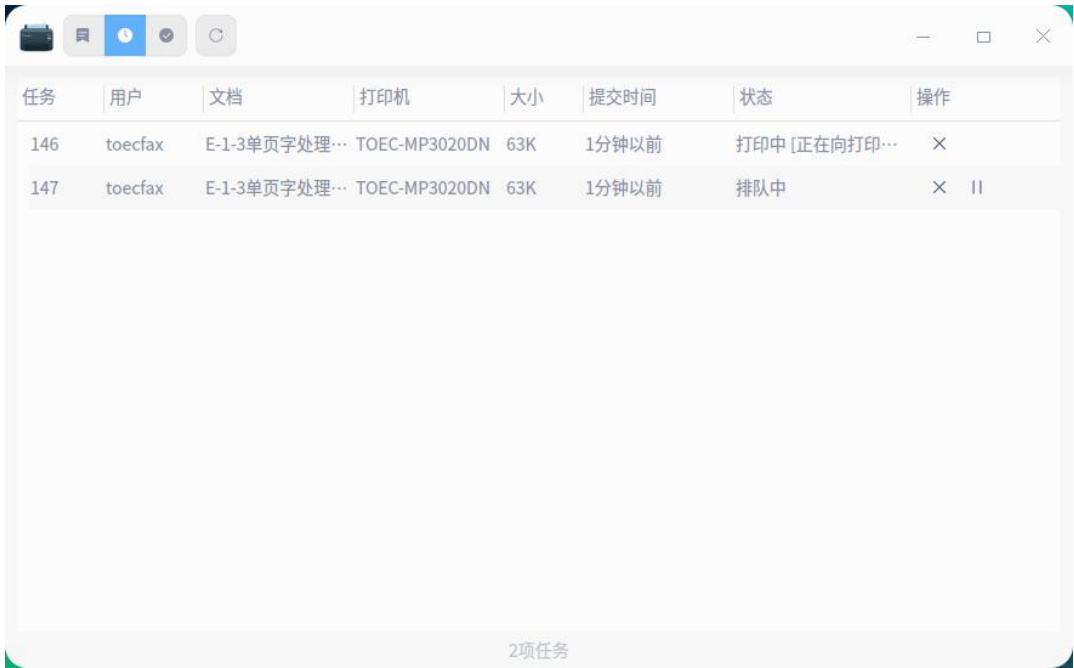 任务 用户 文档 打印机 大小 提交时间 状态 操作
146 toecfax E-1-3单页字处理… TOEC-MP3020DN 63K 1分钟以前 打印中 [正在向打印…
147 toecfax E-1-3单页字处理… TOEC-MP3020DN 63K 1分钟以前 排队中
2项任务